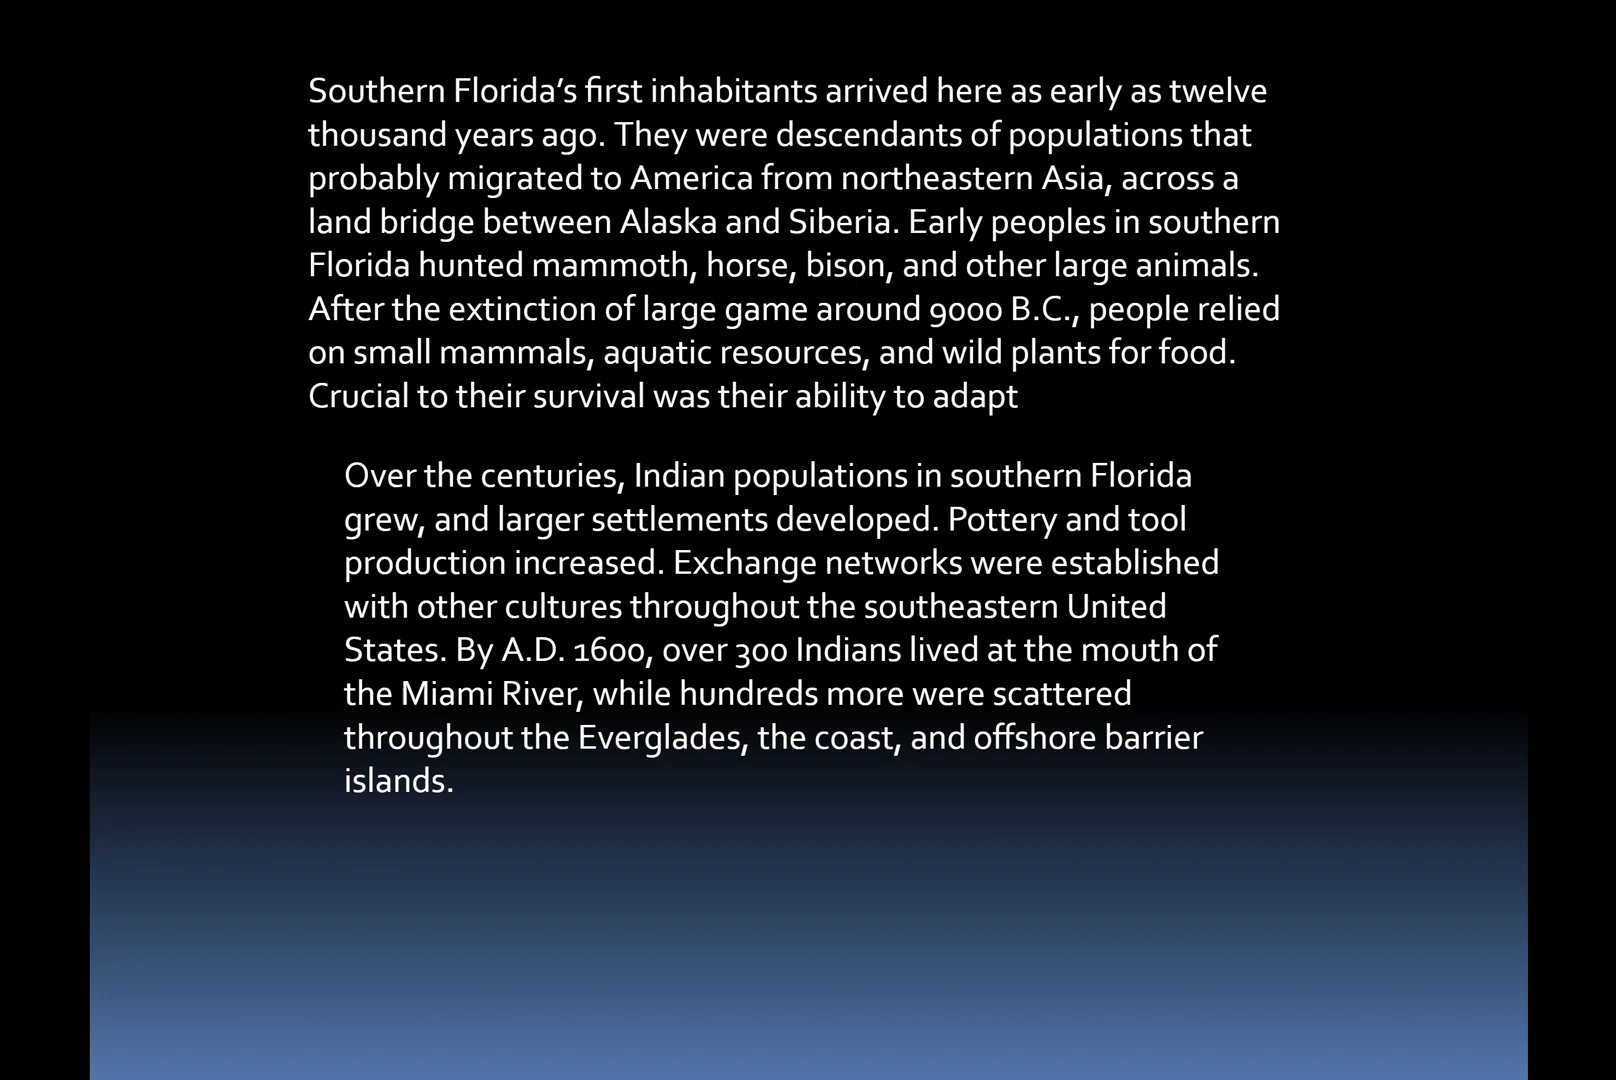 Southern Florida’s first inhabitants arrived here as early as twelve
thousand years ago. They were descendants of populations that
probably migrated to America from northeastern Asia, across a
land bridge between Alaska and Siberia. Early peoples in southern
Florida hunted mammoth, horse, bison, and other large animals.
After the extinction of large game around 9000 B.C., people relied
on small mammals, aquatic resources, and wild plants for food.
Crucial to their survival was their ability to adapt
Over the centuries, Indian populations in southern Florida
grew, and larger settlements developed. Pottery and tool
production increased. Exchange networks were established
with other cultures throughout the southeastern United
States. By A.D. 1600, over 300 Indians lived at the mouth of
the Miami River, while hundreds more were scattered
throughout the Everglades, the coast, and offshore barrier
islands.